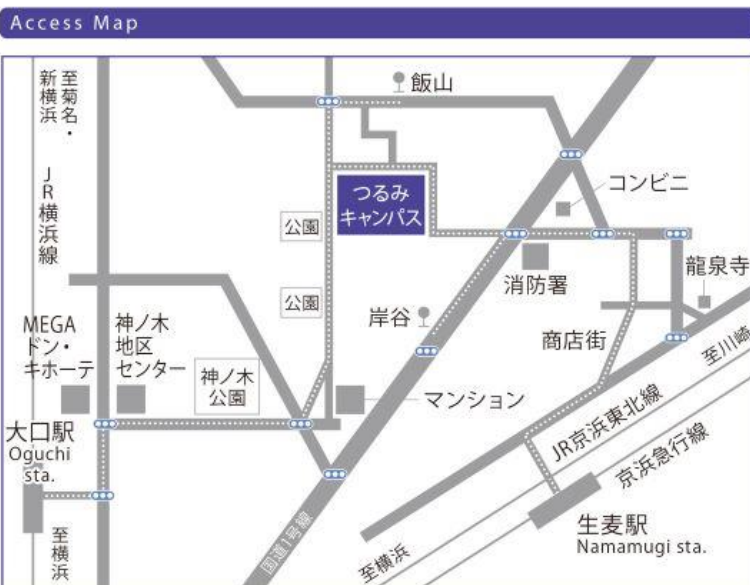 Access Map
至菊名・
新横浜
JR横浜線
飯山
コンビニ
つるみ
キャンパス
公園
消防署
龍泉寺
公園
岸谷
商店街
MEGA
ドン・
キホーテ
神ノ木
地区
センター
神ノ木
公園
マンション
至川崎
JR京浜東北線
京浜急行線
大口駅
Oguchi
sta.
国道1号線
至横浜
至横浜
生麦駅
Namamugi sta.